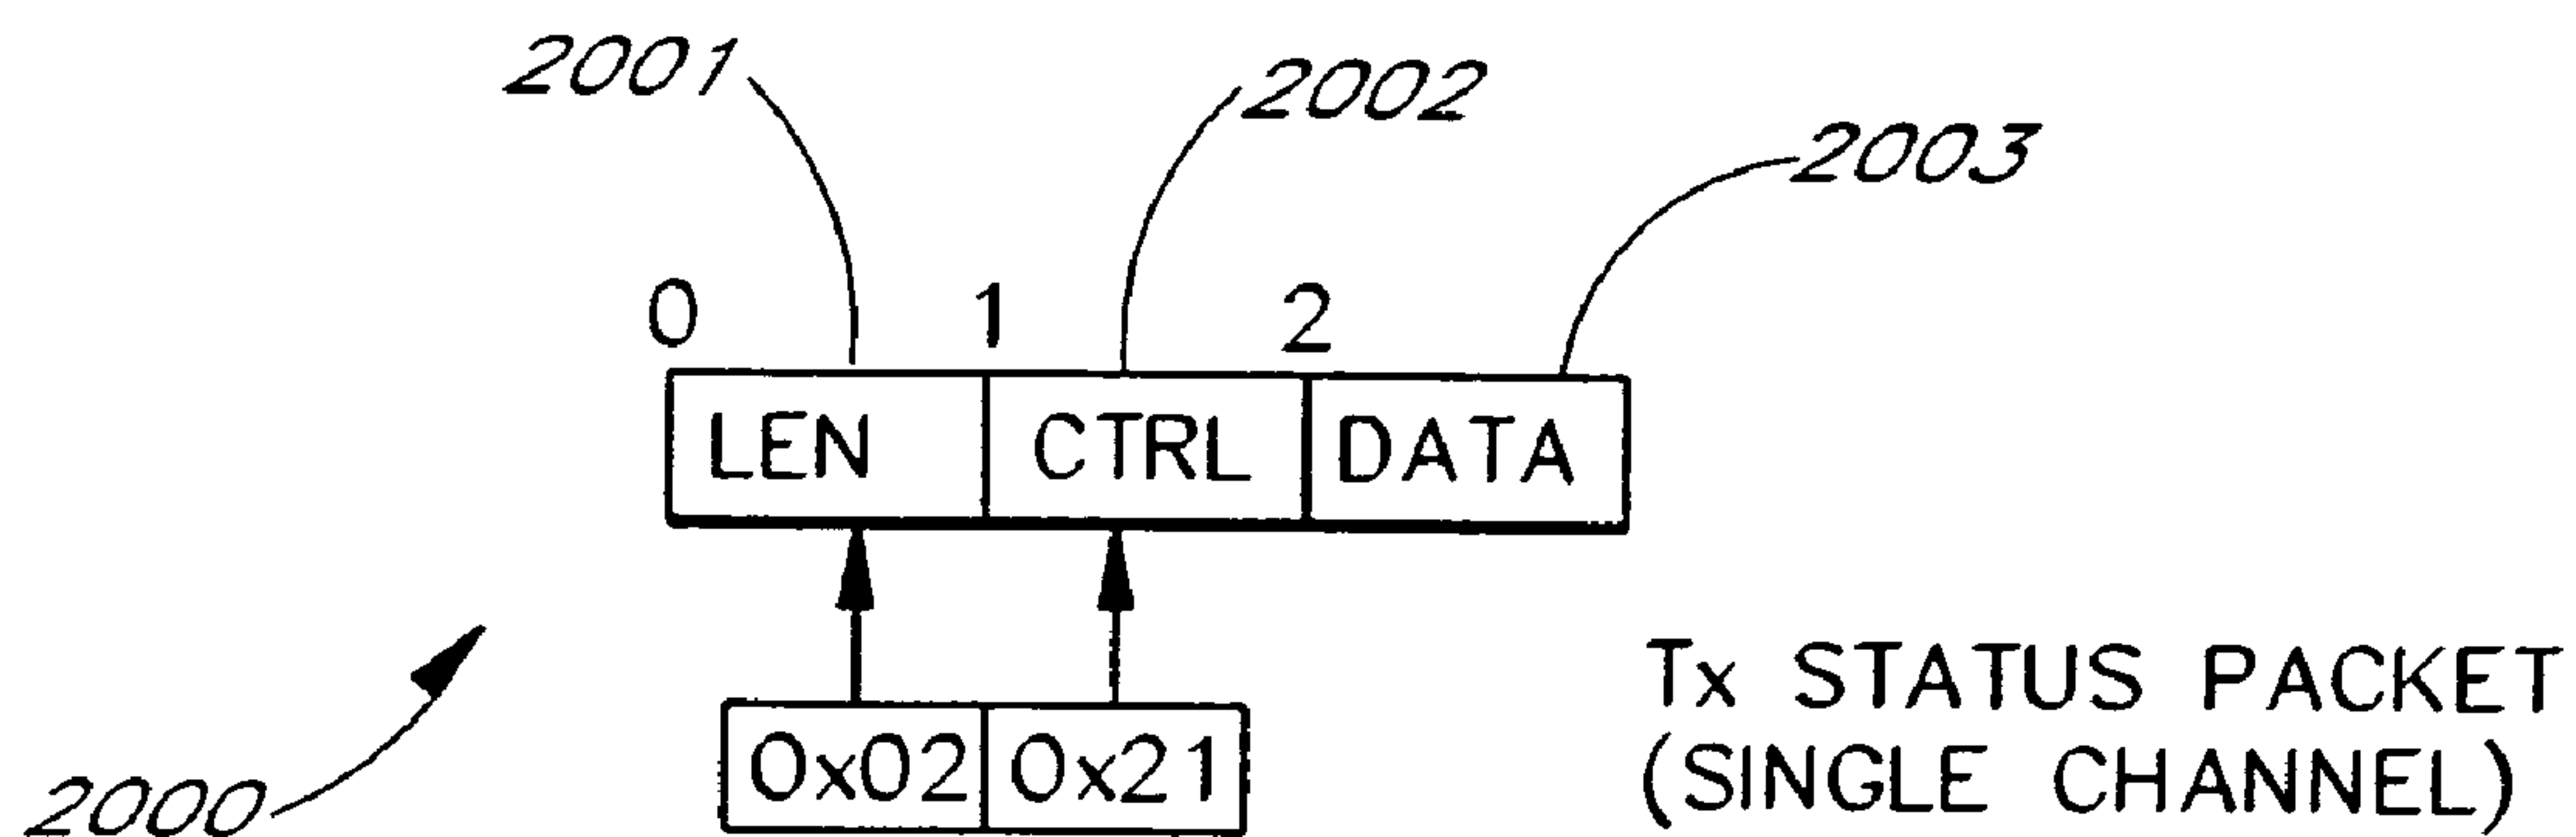 2001 2002
2003
0 1 2
LEN CTRL DATA
Tx STATUS PACKET
0x02 0x21
(SINGLE CHANNEL)
2000